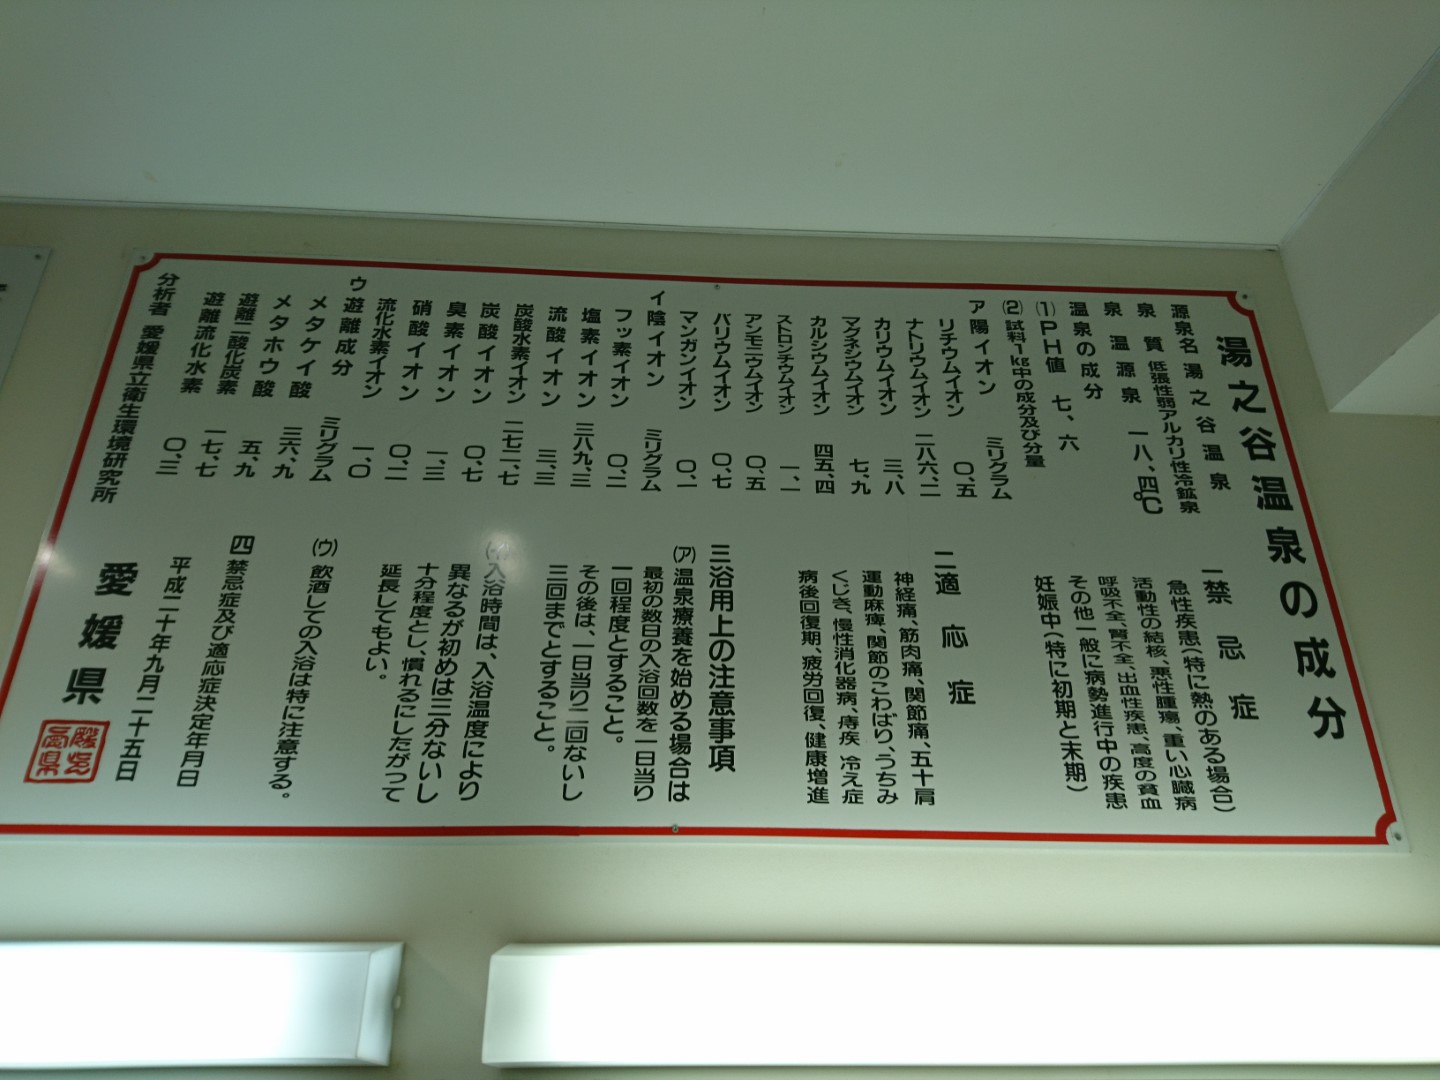 湯之谷温泉の成分
源泉名 湯之谷温泉
泉質 低張性弱アルカリ性冷鉱泉
泉温源泉 一八、四℃
温泉の成分
(1)PH値 七、六
(2)試料1kg中の成分及び分量
ア陽イオン ミリグラム
リチウムイオン 〇、五
ナトリウムイオン 二八六、二
カリウムイオン 三、八
マグネシウムイオン 七、九
カルシウムイオン 四五、四
ストロンチウムイオン 一、一
アンモニウムイオン 〇、五
バリウムイオン 〇、七
マンガンイオン 〇、一
イ陰イオン ミリグラム
フッ素イオン 〇、二
塩素イオン 三八九、三
流酸イオン 三、三
炭酸水素イオン 二七二、七
炭酸イオン 〇、七
臭素イオン 一、三
硝酸イオン 〇、二
流化水素イオン 一、〇
ウ遊離成分 ミリグラム
メタケイ酸 三六、九
メタホウ酸 五、九
遊離二酸化炭素 一七、七
遊離流化水素 〇、三
分析者 愛媛県立衛生環境研究所
一禁忌症
急性疾患(特に熱のある場合)
活動性の結核、悪性腫瘍、重い心臓病
呼吸不全、腎不全、出血性疾患、高度の貧血
その他一般に病勢進行中の疾患
妊娠中(特に初期と末期)
二適応症
神経痛、筋肉痛、関節痛、五十肩
運動麻痺、関節のこわばり、うちみ
くじき、慢性消化器病、痔疾 冷え症
病後回復期、疲労回復、健康増進
三浴用上の注意事項
(ア)温泉療養を始める場合は
最初の数日の入浴回数を一日当り
一回程度とすること。
その後は、一日当り二回ないし
三回までとすること。
(イ)入浴時間は、入浴温度により
異なるが初めは三分ないし
十分程度とし、慣れるにしたがって
延長してもよい。
(ウ)飲酒しての入浴は特に注意する。
四禁忌症及び適応症決定年月日
平成二十年九月二十五日
愛媛県